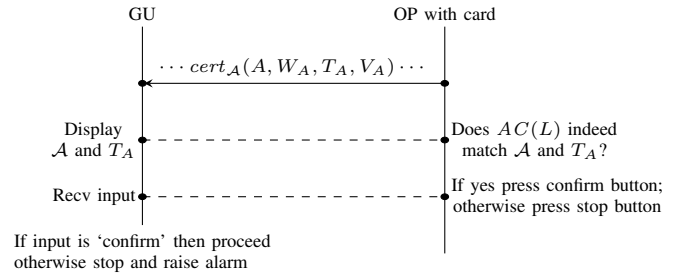 GU
OP with card
⋯ cert𝒜(A, W_A, T_A, V_A) ⋯
Display
𝒜 and T_A
Does AC(L) indeed
match 𝒜 and T_A?
Recv input
If yes press confirm button;
otherwise press stop button
If input is ‘confirm’ then proceed
otherwise stop and raise alarm